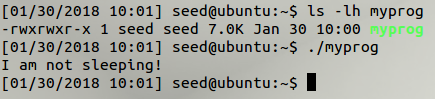 [01/30/2018 10:01] seed@ubuntu:~$ ls -lh myprog
-rwxrwxr-x 1 seed seed 7.0K Jan 30 10:00 myprog
[01/30/2018 10:01] seed@ubuntu:~$ ./myprog
I am not sleeping!
[01/30/2018 10:01] seed@ubuntu:~$